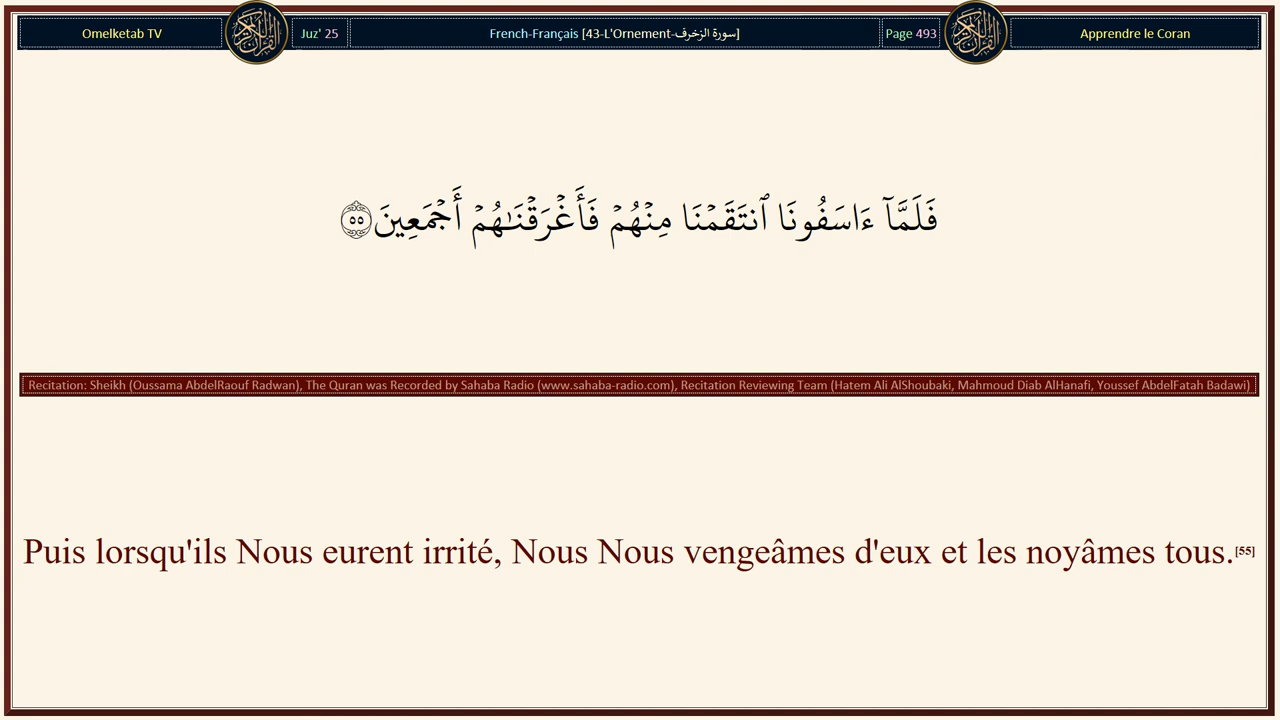 Omelketab TV
Juz' 25
French-Français [43-L'Ornement-سورة الزخرف]
Page 493
Apprendre le Coran
فَلَمَّآ ءَاسَفُونَا ٱنتَقَمْنَا مِنْهُمْ فَأَغْرَقْنَٰهُمْ أَجْمَعِينَ ٥٥
Recitation: Sheikh (Oussama AbdelRaouf Radwan), The Quran was Recorded by Sahaba Radio (www.sahaba-radio.com), Recitation Reviewing Team (Hatem Ali AlShoubaki, Mahmoud Diab AlHanafi, Youssef AbdelFatah Badawi)
Puis lorsqu'ils Nous eurent irrité, Nous Nous vengeâmes d'eux et les noyâmes tous.[55]